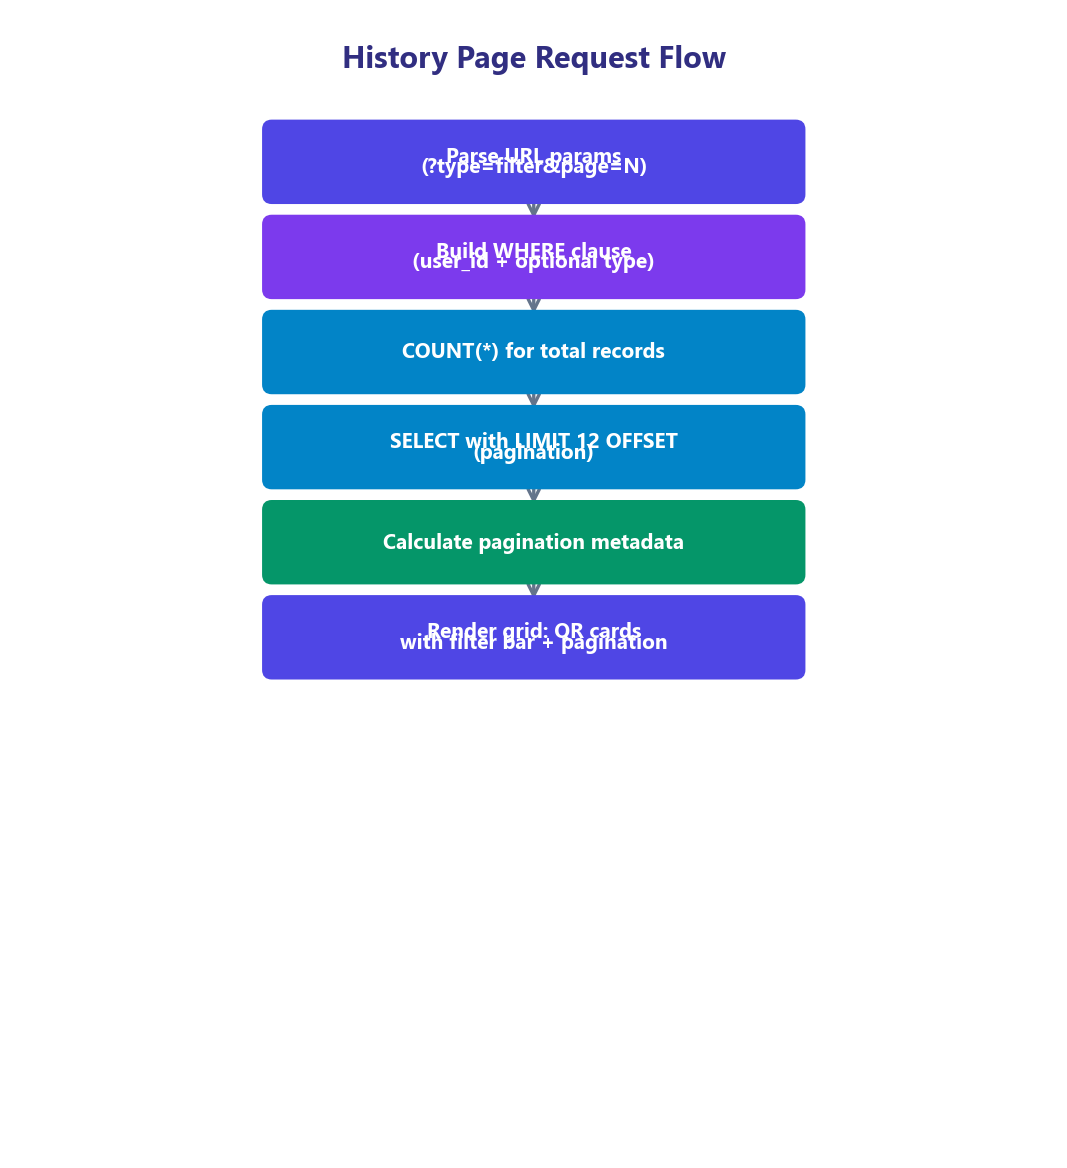 History Page Request Flow
Parse URL params
(?type=filter&page=N)
Build WHERE clause
(user_id + optional type)
COUNT(*) for total records
SELECT with LIMIT 12 OFFSET
(pagination)
Calculate pagination metadata
Render grid: QR cards
with filter bar + pagination